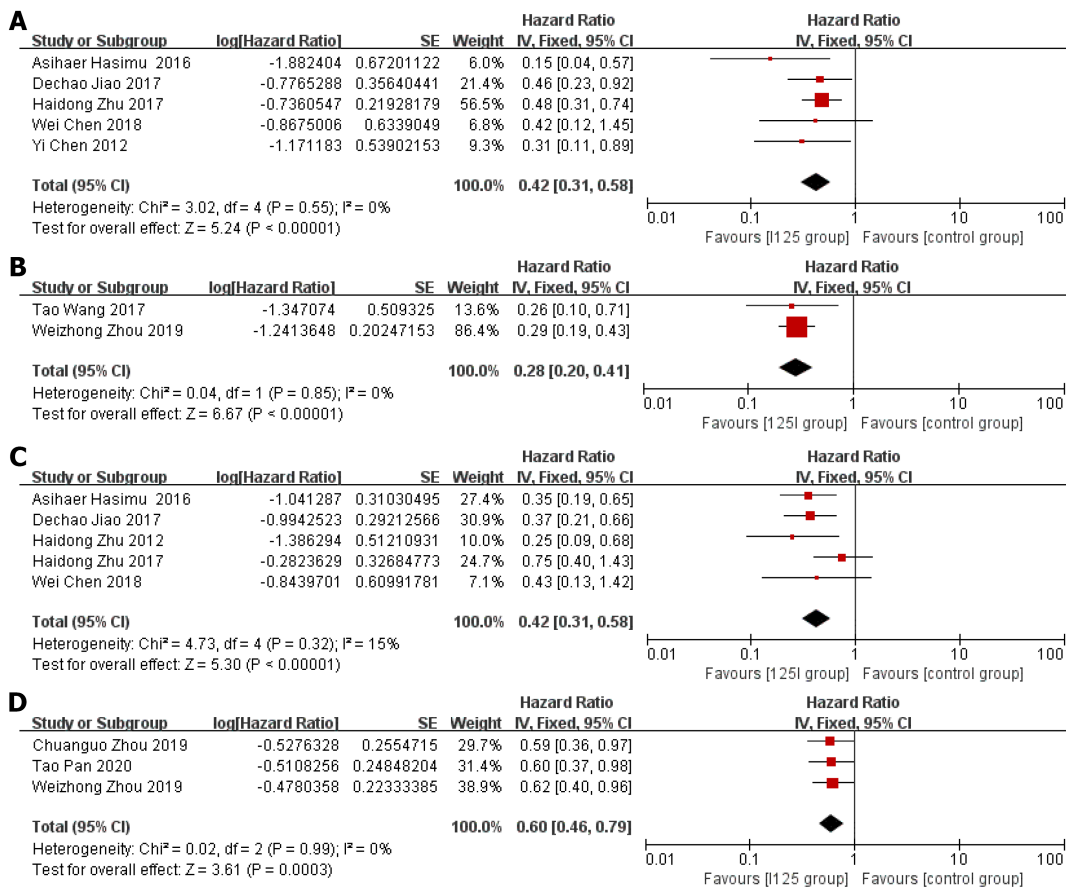 A
Hazard Ratio Hazard Ratio
Study or Subgroup log[Hazard Ratio] SE Weight IV, Fixed, 95% CI IV, Fixed, 95% CI
Asihaer Hasimu 2016 -1.882404 0.67201122 6.0% 0.15 [0.04, 0.57]
Dechao Jiao 2017 -0.7765288 0.35640441 21.4% 0.46 [0.23, 0.92]
Haidong Zhu 2017 -0.7360547 0.21928179 56.5% 0.48 [0.31, 0.74]
Wei Chen 2018 -0.8675006 0.6339049 6.8% 0.42 [0.12, 1.45]
Yi Chen 2012 -1.171183 0.53902153 9.3% 0.31 [0.11, 0.89]
Total (95% CI) 100.0% 0.42 [0.31, 0.58]
Heterogeneity: Chi² = 3.02, df = 4 (P = 0.55); I² = 0%
Test for overall effect: Z = 5.24 (P < 0.00001)
0.01 0.1 1 10 100
Favours [I125 group] Favours [control group]
B
Hazard Ratio Hazard Ratio
Study or Subgroup log[Hazard Ratio] SE Weight IV, Fixed, 95% CI IV, Fixed, 95% CI
Tao Wang 2017 -1.347074 0.509325 13.6% 0.26 [0.10, 0.71]
Weizhong Zhou 2019 -1.2413648 0.20247153 86.4% 0.29 [0.19, 0.43]
Total (95% CI) 100.0% 0.28 [0.20, 0.41]
Heterogeneity: Chi² = 0.04, df = 1 (P = 0.85); I² = 0%
Test for overall effect: Z = 6.67 (P < 0.00001)
0.01 0.1 1 10 100
Favours [125I group] Favours [control group]
C
Hazard Ratio Hazard Ratio
Study or Subgroup log[Hazard Ratio] SE Weight IV, Fixed, 95% CI IV, Fixed, 95% CI
Asihaer Hasimu 2016 -1.041287 0.31030495 27.4% 0.35 [0.19, 0.65]
Dechao Jiao 2017 -0.9942523 0.29212566 30.9% 0.37 [0.21, 0.66]
Haidong Zhu 2012 -1.386294 0.51210931 10.0% 0.25 [0.09, 0.68]
Haidong Zhu 2017 -0.2823629 0.32684773 24.7% 0.75 [0.40, 1.43]
Wei Chen 2018 -0.8439701 0.60991781 7.1% 0.43 [0.13, 1.42]
Total (95% CI) 100.0% 0.42 [0.31, 0.58]
Heterogeneity: Chi² = 4.73, df = 4 (P = 0.32); I² = 15%
Test for overall effect: Z = 5.30 (P < 0.00001)
0.01 0.1 1 10 100
Favours [125I group] Favours [control group]
D
Hazard Ratio Hazard Ratio
Study or Subgroup log[Hazard Ratio] SE Weight IV, Fixed, 95% CI IV, Fixed, 95% CI
Chuanguo Zhou 2019 -0.5276328 0.2554715 29.7% 0.59 [0.36, 0.97]
Tao Pan 2020 -0.5108256 0.24848204 31.4% 0.60 [0.37, 0.98]
Weizhong Zhou 2019 -0.4780358 0.22333385 38.9% 0.62 [0.40, 0.96]
Total (95% CI) 100.0% 0.60 [0.46, 0.79]
Heterogeneity: Chi² = 0.02, df = 2 (P = 0.99); I² = 0%
Test for overall effect: Z = 3.61 (P = 0.0003)
0.01 0.1 1 10 100
Favours [I125 group] Favours [control group]